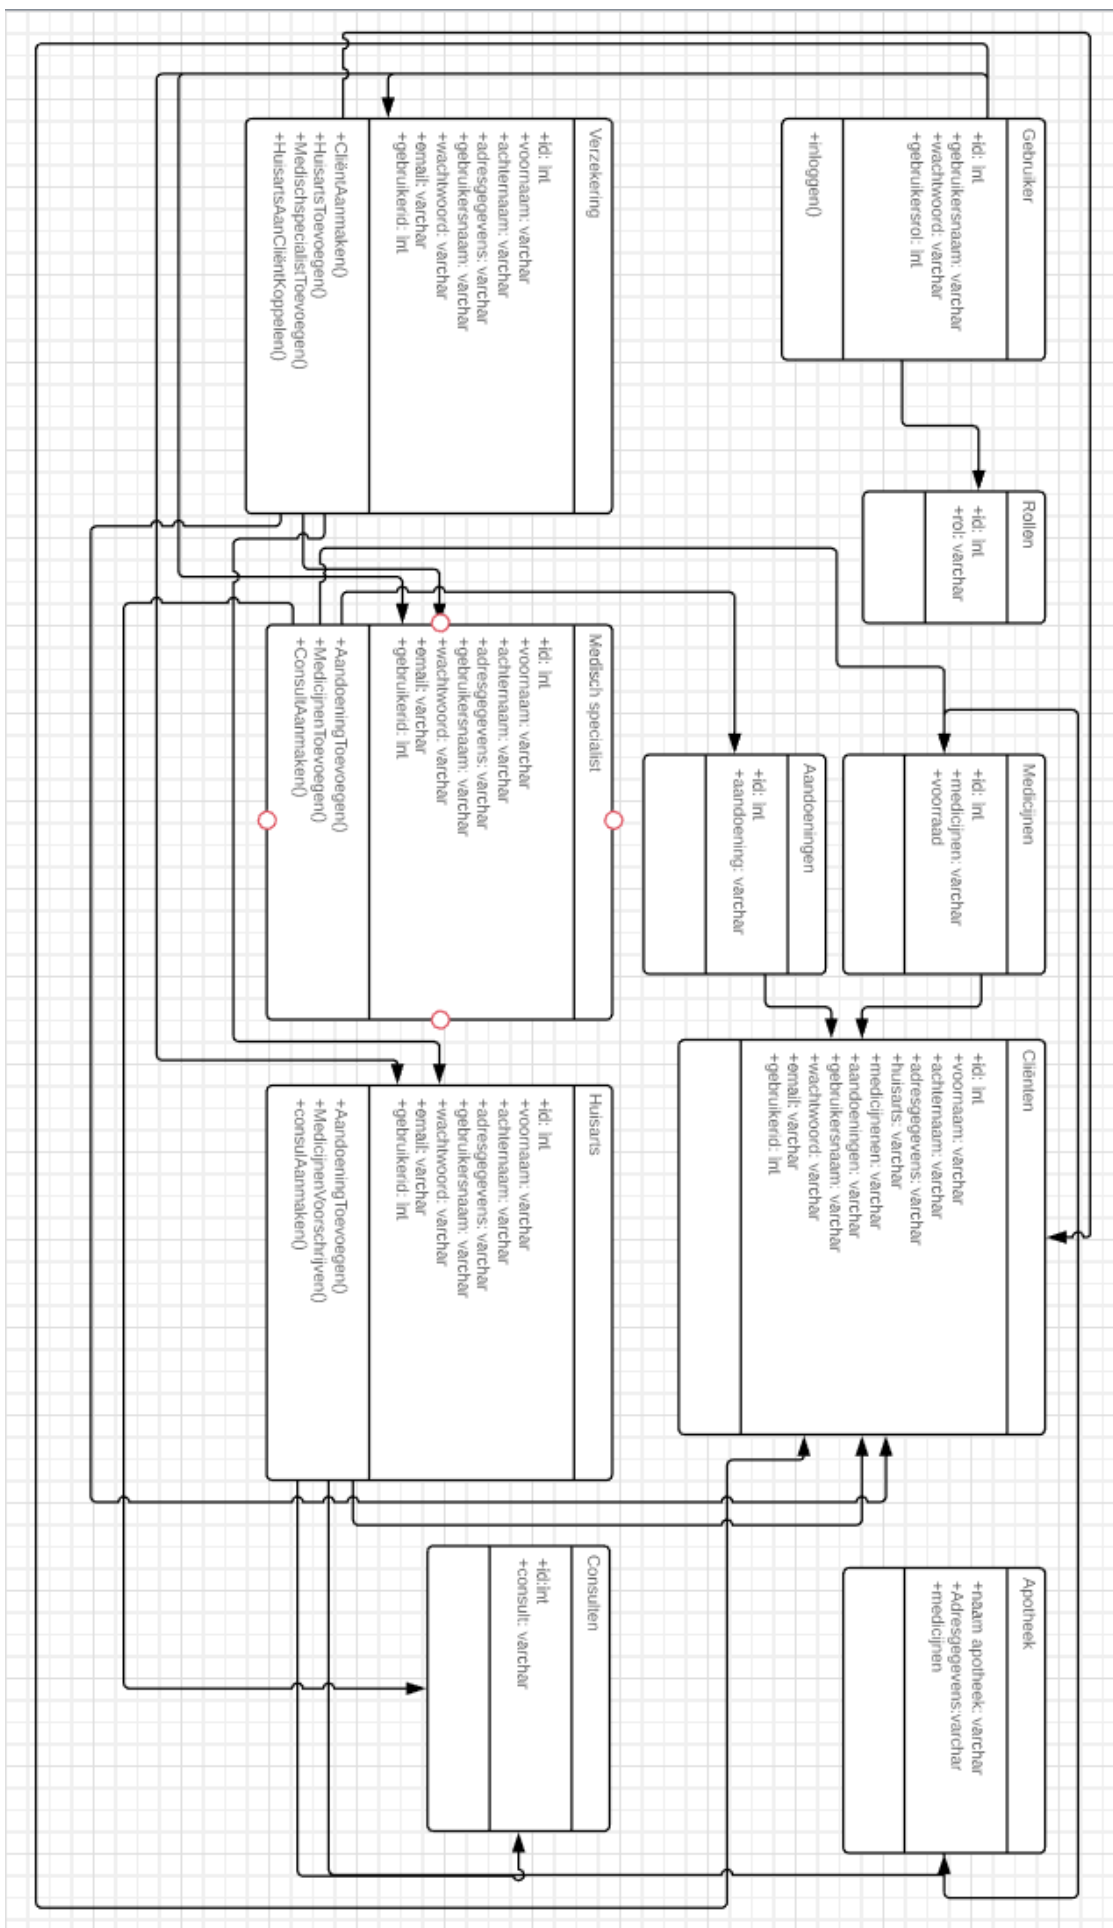 Gebruiker
+id: int
+gebruikersnaam: varchar
+wachtwoord: varchar
+gebruikersrol: int
+inloggen()
Rollen
+id: int
+rol: varchar
Medicijnen
+id: int
+medicijnen: varchar
+voorraad
Cliënten
+id: int
+voornaam: varchar
+achternaam: varchar
+adresgegevens: varchar
+huisarts: varchar
+medicijnenen: varchar
+aandoeningen: varchar
+gebruikersnaam: varchar
+wachtwoord: varchar
+email: varchar
+gebruikerid: int
Apotheek
+naam apotheek: varchar
+Adresgegevens:varchar
+medicijnen
Aandoeningen
+id: int
+aandoening: varchar
Verzekering
+id: int
+voornaam: varchar
+achternaam: varchar
+adresgegevens: varchar
+gebruikersnaam: varchar
+wachtwoord: varchar
+email: varchar
+gebruikerid: int
+CliëntAanmaken()
+HuisartsToevoegen()
+MedischspecialistToevoegen()
+HuisartsAanCliëntKoppelen()
Medisch specialist
+id: int
+voornaam: varchar
+achternaam: varchar
+adresgegevens: varchar
+gebruikersnaam: varchar
+wachtwoord: varchar
+email: varchar
+gebruikerid: int
+AandoeningToevoegen()
+MedicijnenToevoegen()
+ConsultAanmaken()
Huisarts
+id: int
+voornaam: varchar
+achternaam: varchar
+adresgegevens: varchar
+gebruikersnaam: varchar
+wachtwoord: varchar
+email: varchar
+gebruikerid: int
+AandoeningToevoegen()
+MedicijnenVoorschrijven()
+consulAanmaken()
Consulten
+id:int
+consult: varchar